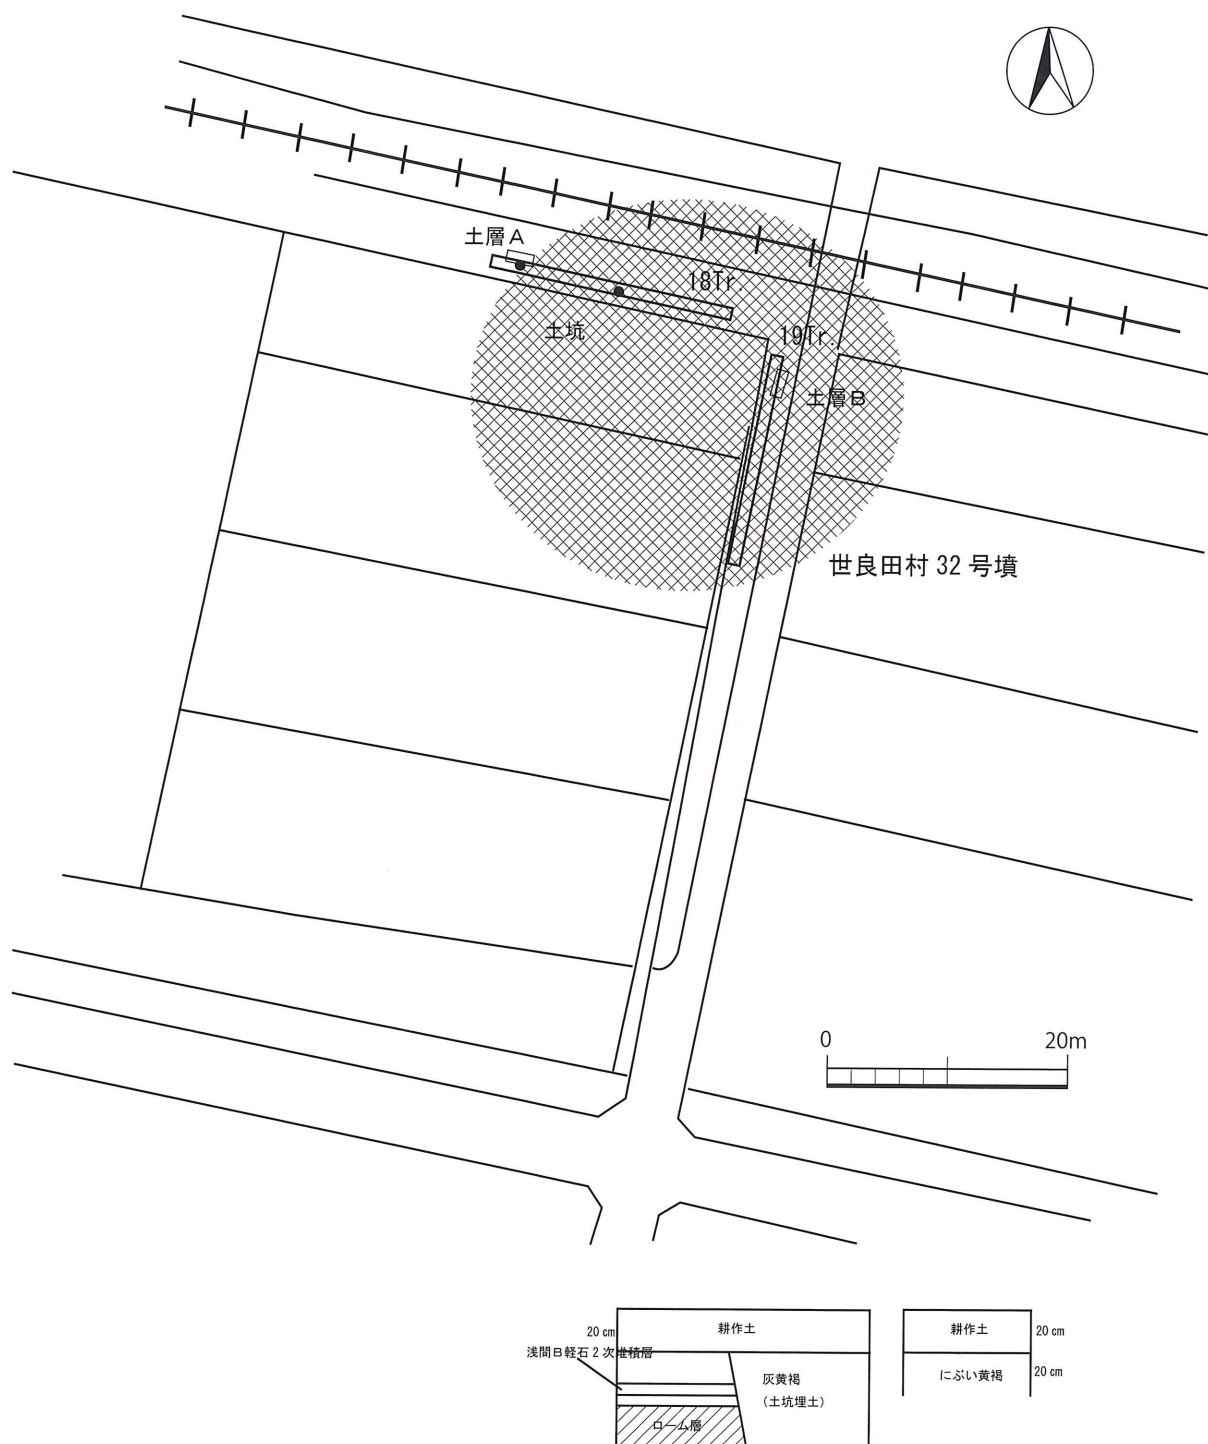 土層A
18Tr
土坑
19Tr.
土層B
世良田村 32 号墳
0
20m
20 cm
耕作土
浅間B軽石 2 次堆積層
灰黄褐
(土坑埋土)
ローム層
耕作土
20 cm
にぶい黄褐
20 cm